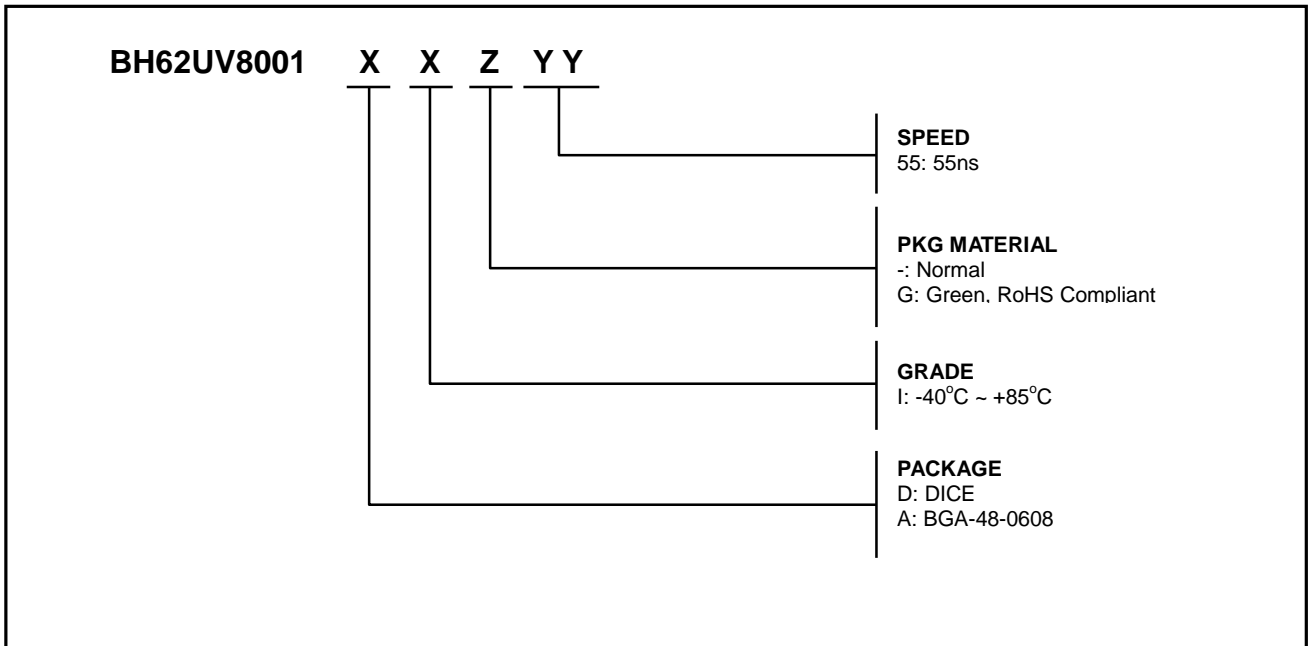 BH62UV8001 X X Z Y Y
SPEED
55: 55ns
PKG MATERIAL
-: Normal
G: Green, RoHS Compliant
GRADE
I: -40°C ~ +85°C
PACKAGE
D: DICE
A: BGA-48-0608